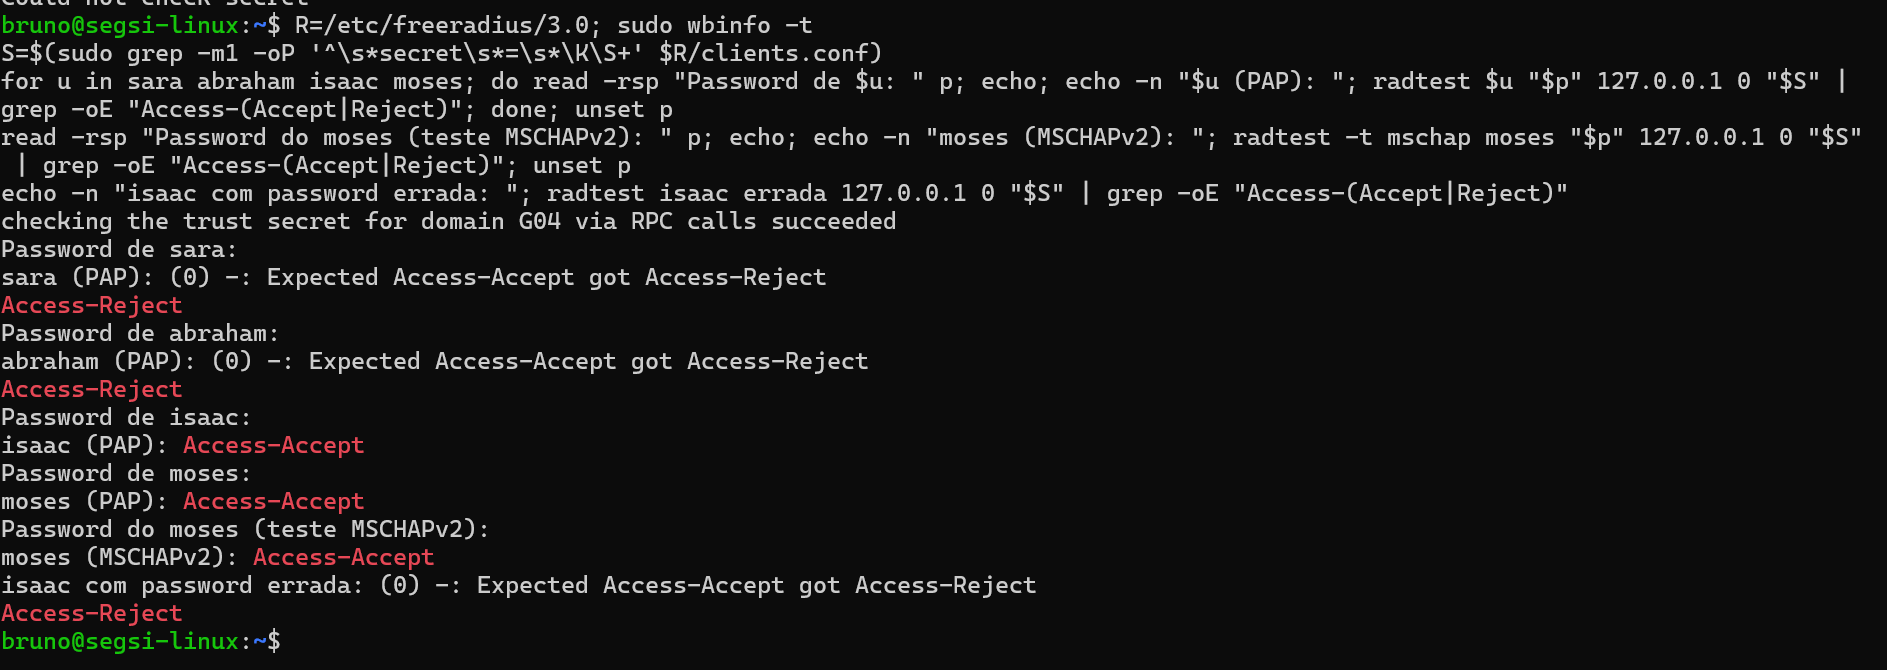 Could not check secret
bruno@segsi-linux:~$ R=/etc/freeradius/3.0; sudo wbinfo -t
S=$(sudo grep -m1 -oP '^\s*secret\s*=\s*\K\S+' $R/clients.conf)
for u in sara abraham isaac moses; do read -rsp "Password de $u: " p; echo; echo -n "$u (PAP): "; radtest $u "$p" 127.0.0.1 0 "$S" |
grep -oE "Access-(Accept|Reject)"; done; unset p
read -rsp "Password do moses (teste MSCHAPv2): " p; echo; echo -n "moses (MSCHAPv2): "; radtest -t mschap moses "$p" 127.0.0.1 0 "$S"
 | grep -oE "Access-(Accept|Reject)"; unset p
echo -n "isaac com password errada: "; radtest isaac errada 127.0.0.1 0 "$S" | grep -oE "Access-(Accept|Reject)"
checking the trust secret for domain G04 via RPC calls succeeded
Password de sara:
sara (PAP): (0) -: Expected Access-Accept got Access-Reject
Access-Reject
Password de abraham:
abraham (PAP): (0) -: Expected Access-Accept got Access-Reject
Access-Reject
Password de isaac:
isaac (PAP): Access-Accept
Password de moses:
moses (PAP): Access-Accept
Password do moses (teste MSCHAPv2):
moses (MSCHAPv2): Access-Accept
isaac com password errada: (0) -: Expected Access-Accept got Access-Reject
Access-Reject
bruno@segsi-linux:~$